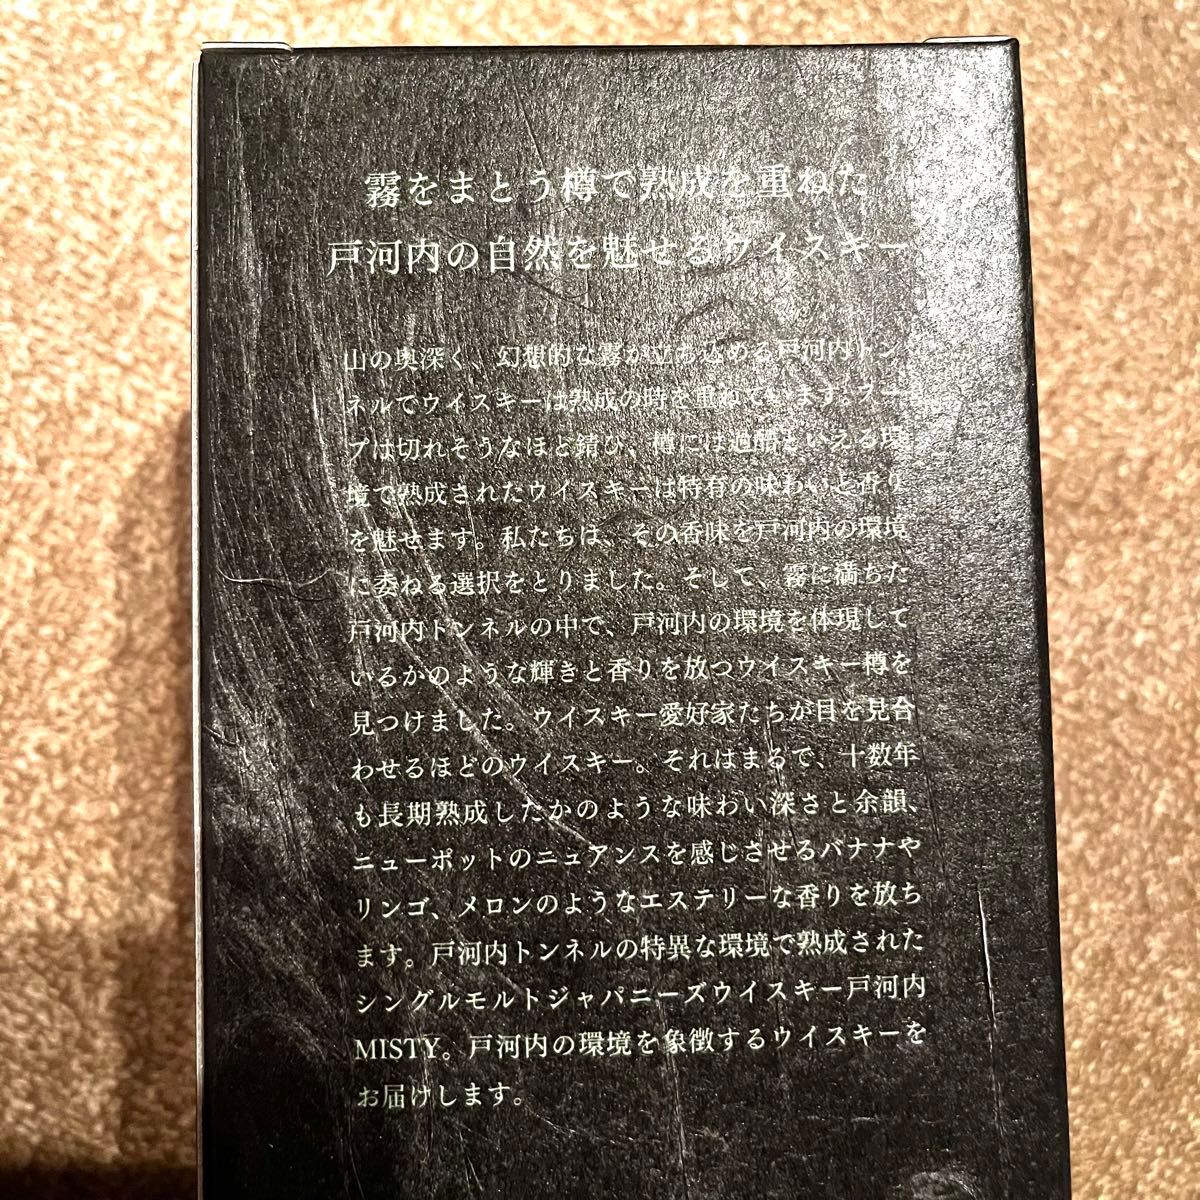 霧をまとう樽で熟成を重ねた
戸河内の自然を魅せるウイスキー
山の奥深く、幻想的な霧が立ち込める戸河内トン
ネルでウイスキーは熟成の時を重ねています。フー
プは切れそうなほど錆び、樽には過酷といえる環
境で熟成されたウイスキーは特有の味わいと香り
を魅せます。私たちは、その香味を戸河内の環境
に委ねる選択をとりました。そして、霧に満ちた
戸河内トンネルの中で、戸河内の環境を体現して
いるかのような輝きと香りを放つウイスキー樽を
見つけました。ウイスキー愛好家たちが目を見合
わせるほどのウイスキー。それはまるで、十数年
も長期熟成したかのような味わい深さと余韻、
ニューポットのニュアンスを感じさせるバナナや
リンゴ、メロンのようなエステリーな香りを放ち
ます。戸河内トンネルの特異な環境で熟成された
シングルモルトジャパニーズウイスキー戸河内
MISTY。戸河内の環境を象徴するウイスキーを
お届けします。